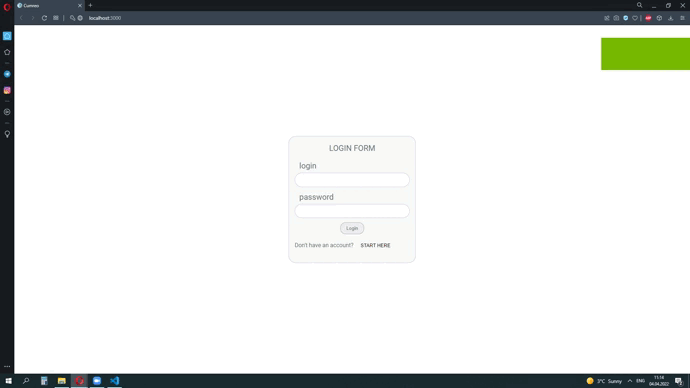 Cumveo
localhost:3000
LOGIN FORM
login
password
Login
Don't have an account? START HERE
3°C Sunny
ENG
11:14
04.04.2022